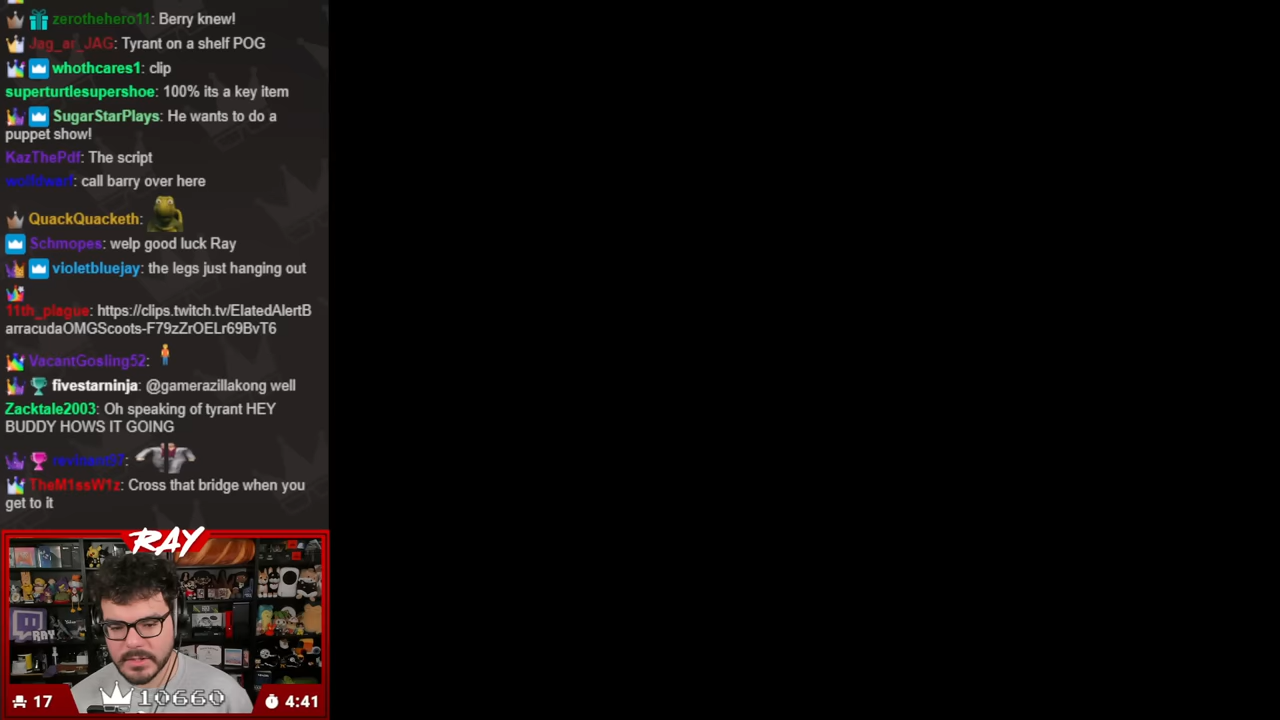 zerothehero11: Berry knew!
Jag_ar_JAG: Tyrant on a shelf POG
whothcares1: clip
superturtlesupershoe: 100% its a key item
SugarStarPlays: He wants to do a
puppet show!
KazThePdf: The script
wolfdwarf: call barry over here
QuackQuacketh:
Schmopes: welp good luck Ray
violetbluejay: the legs just hanging out
11th_plague: https://clips.twitch.tv/ElatedAlertB
arracudaOMGScoots-F79zZrOELr69BvT6
VacantGosling52:
fivestarninja: @gamerazillakong well
Zacktale2003: Oh speaking of tyrant HEY
BUDDY HOWS IT GOING
revinant57:
TheM1ssW1z: Cross that bridge when you
get to it
RAY
RAY
17
10660
4:41